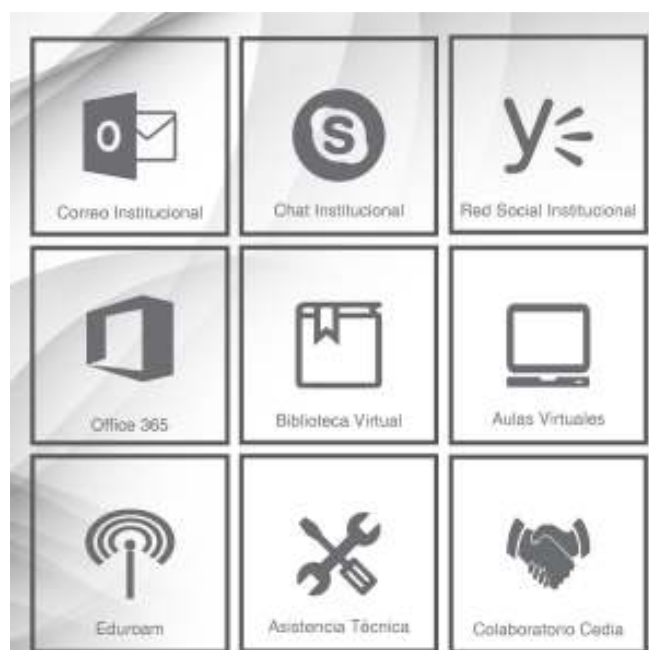 Correo Institucional
Chat Institucional
Red Social Institucional
Office 365
Biblioteca Virtual
Aulas Virtuales
Eduroam
Asistencia Técnica
Colaboratorio Cedia